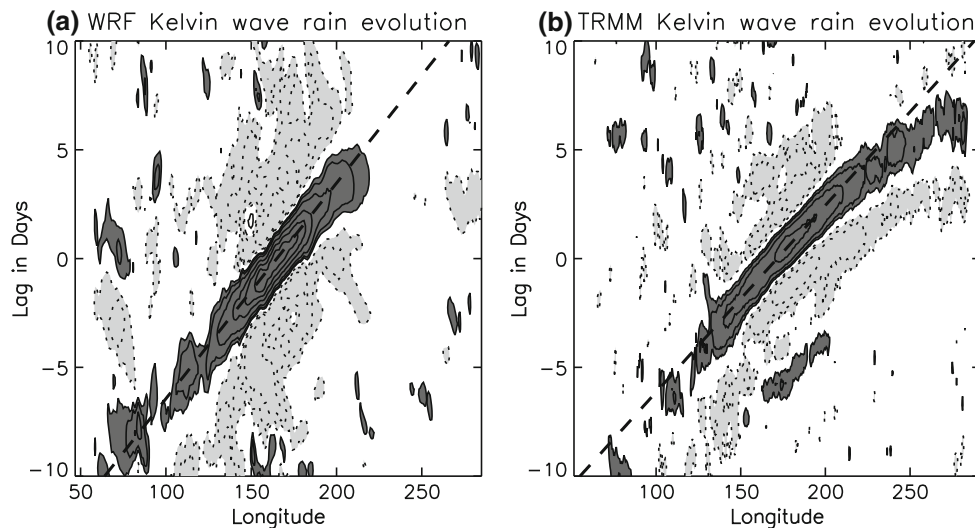 (a) WRF Kelvin wave rain evolution
10
5
0
-5
-10
Lag in Days
50 100 150 200 250
Longitude
(b) TRMM Kelvin wave rain evolution
10
5
0
-5
-10
Lag in Days
100 150 200 250
Longitude